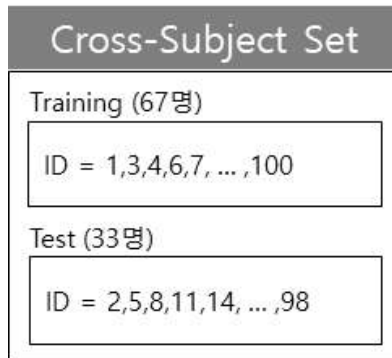 Cross-Subject Set
Training (67명)
ID = 1,3,4,6,7, ... ,100
Test (33명)
ID = 2,5,8,11,14, ... ,98